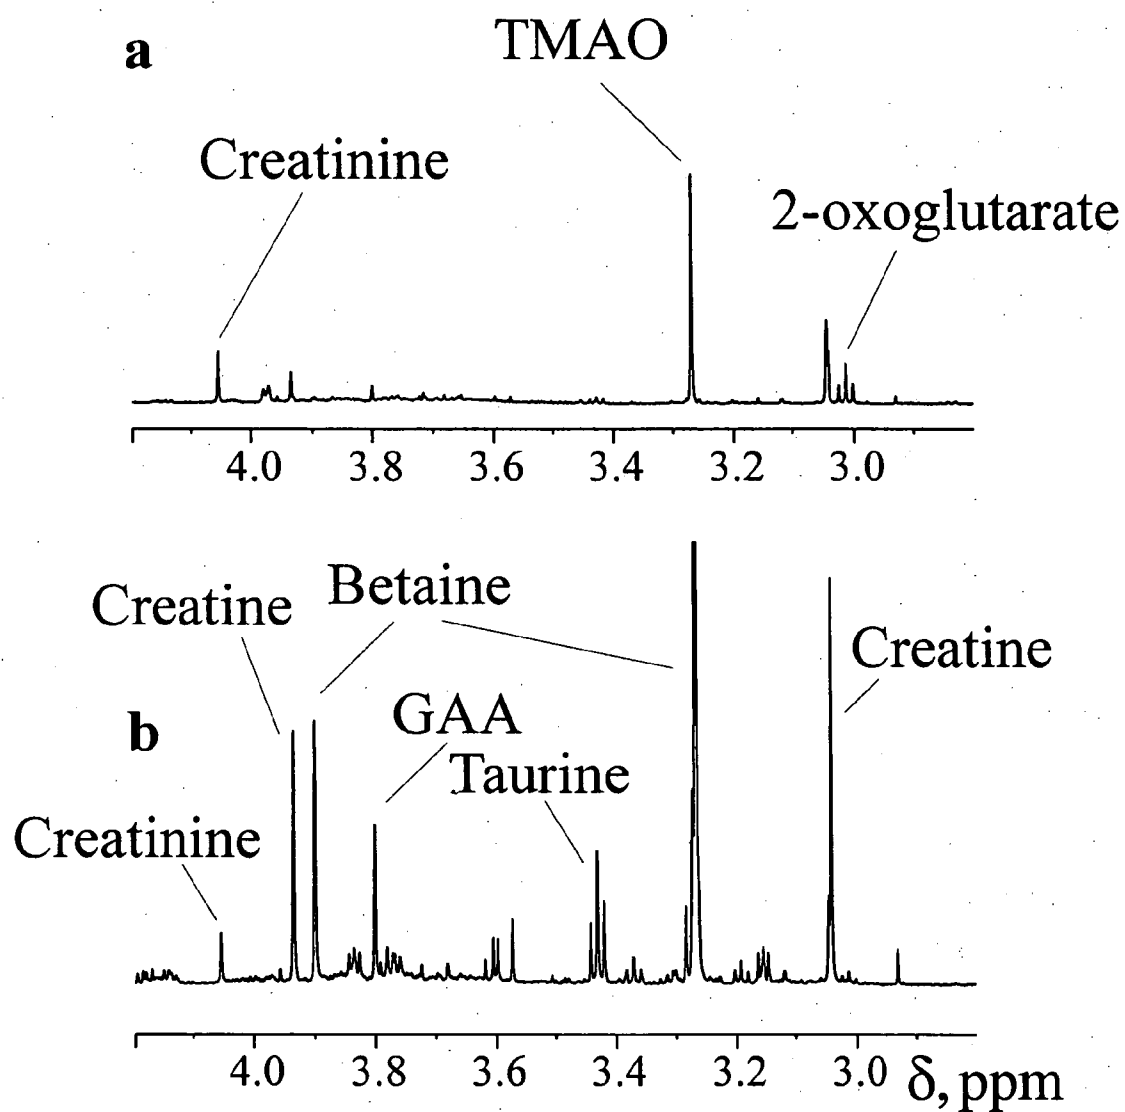 a
TMAO
Creatinine
2-oxoglutarate
4.0 3.8 3.6 3.4 3.2 3.0
Creatine
Betaine
Creatine
b
GAA
Taurine
Creatinine
4.0 3.8 3.6 3.4 3.2 3.0 δ, ppm